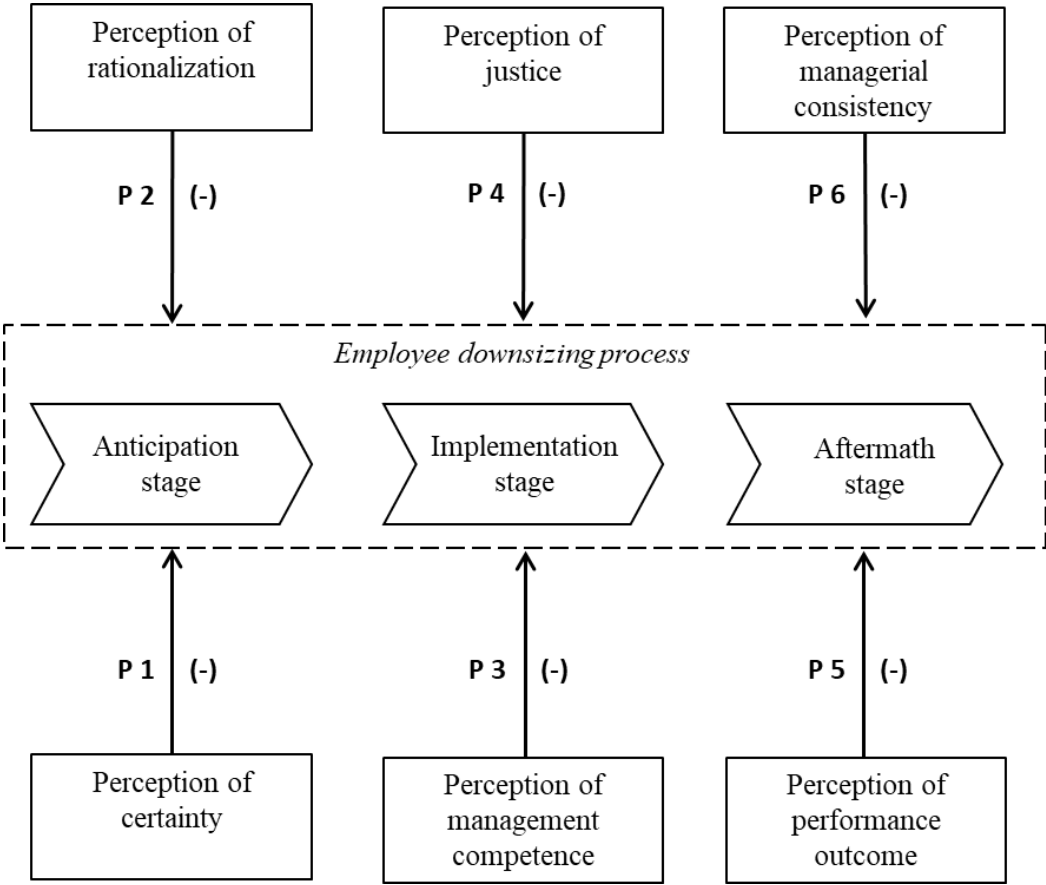 Perception of
rationalization
Perception of
justice
Perception of
managerial
consistency
P 2 (-)
P 4 (-)
P 6 (-)
Employee downsizing process
Anticipation
stage
Implementation
stage
Aftermath
stage
P 1 (-)
P 3 (-)
P 5 (-)
Perception of
certainty
Perception of
management
competence
Perception of
performance
outcome